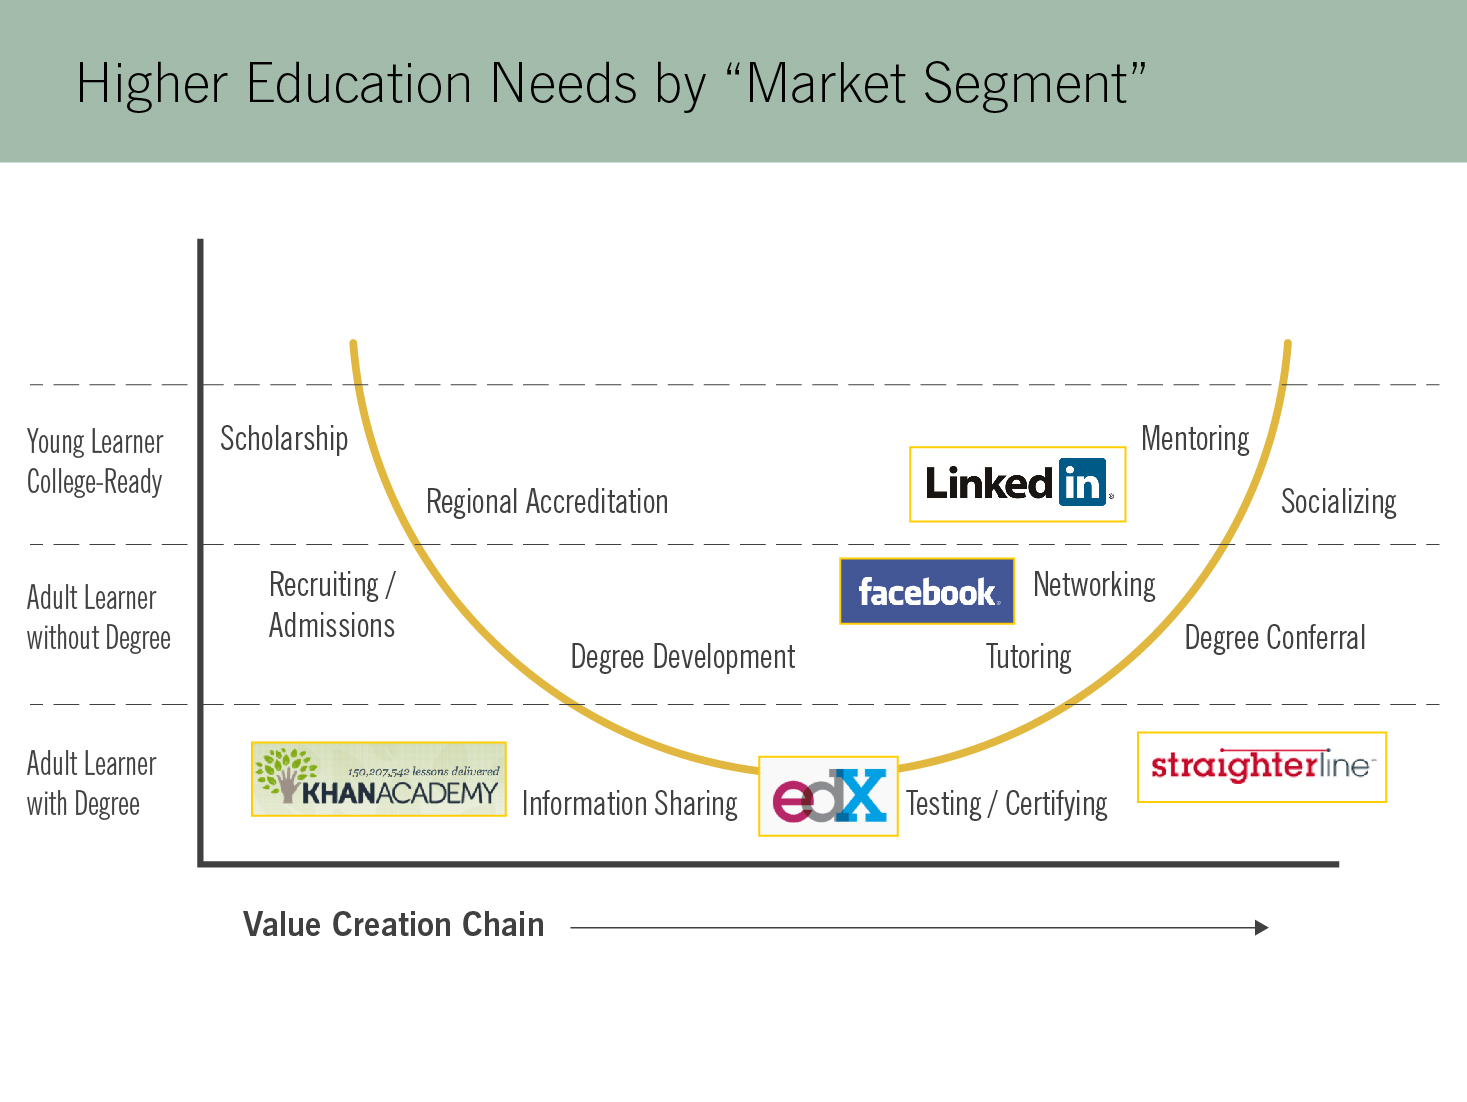 Higher Education Needs by “Market Segment”
Young Learner
College-Ready
Scholarship
Regional Accreditation
Linkedin®
Mentoring
Socializing
Adult Learner
without Degree
Recruiting /
Admissions
Degree Development
facebook®
Networking
Tutoring
Degree Conferral
Adult Learner
with Degree
150,207,542 lessons delivered
KHANACADEMY
Information Sharing
edX
Testing / Certifying
straighterline™
Value Creation Chain